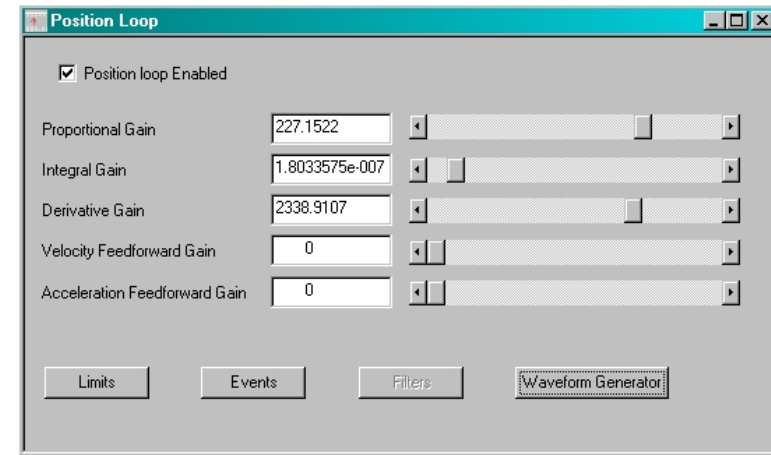 Position Loop
Position loop Enabled
Proportional Gain 227.1522
Integral Gain 1.8033575e-007
Derivative Gain 2338.9107
Velocity Feedforward Gain 0
Acceleration Feedforward Gain 0
Limits Events Filters Waveform Generator